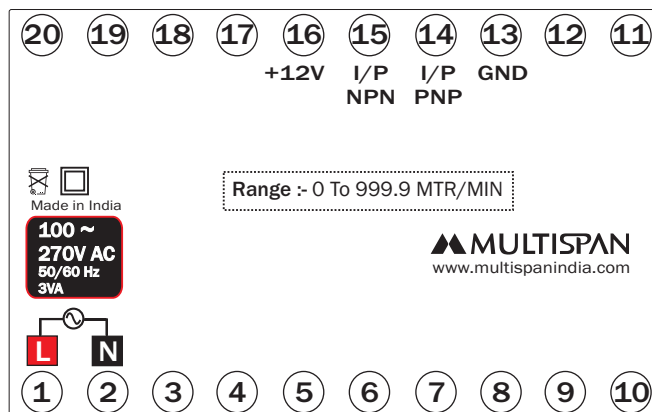 20 19 18 17 16 15 14 13 12 11
+12V I/P I/P GND
NPN PNP
Made in India
Range :- 0 To 999.9 MTR/MIN
100 ~
270V AC
50/60 Hz
3VA
MULTISPAN
www.multispanindia.com
L N
1 2 3 4 5 6 7 8 9 10